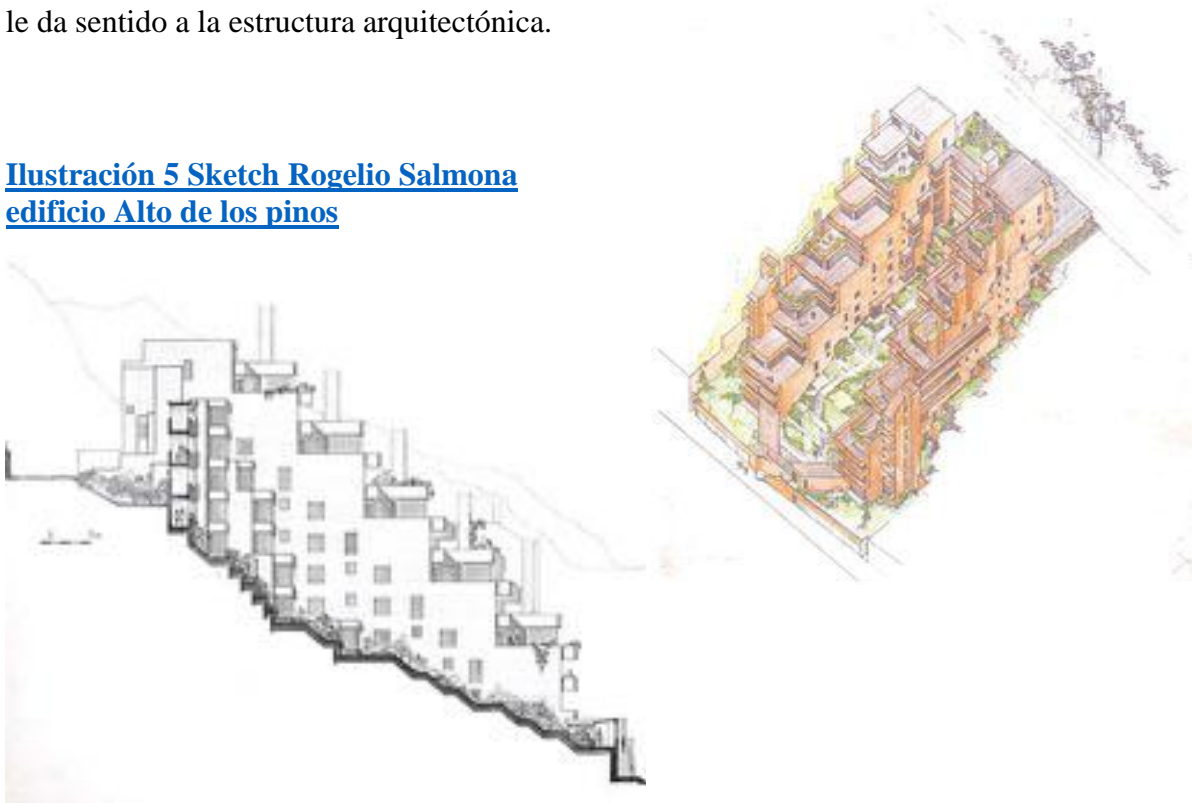 le da sentido a la estructura arquitectónica.
Ilustración 5 Sketch Rogelio Salmona
edificio Alto de los pinos